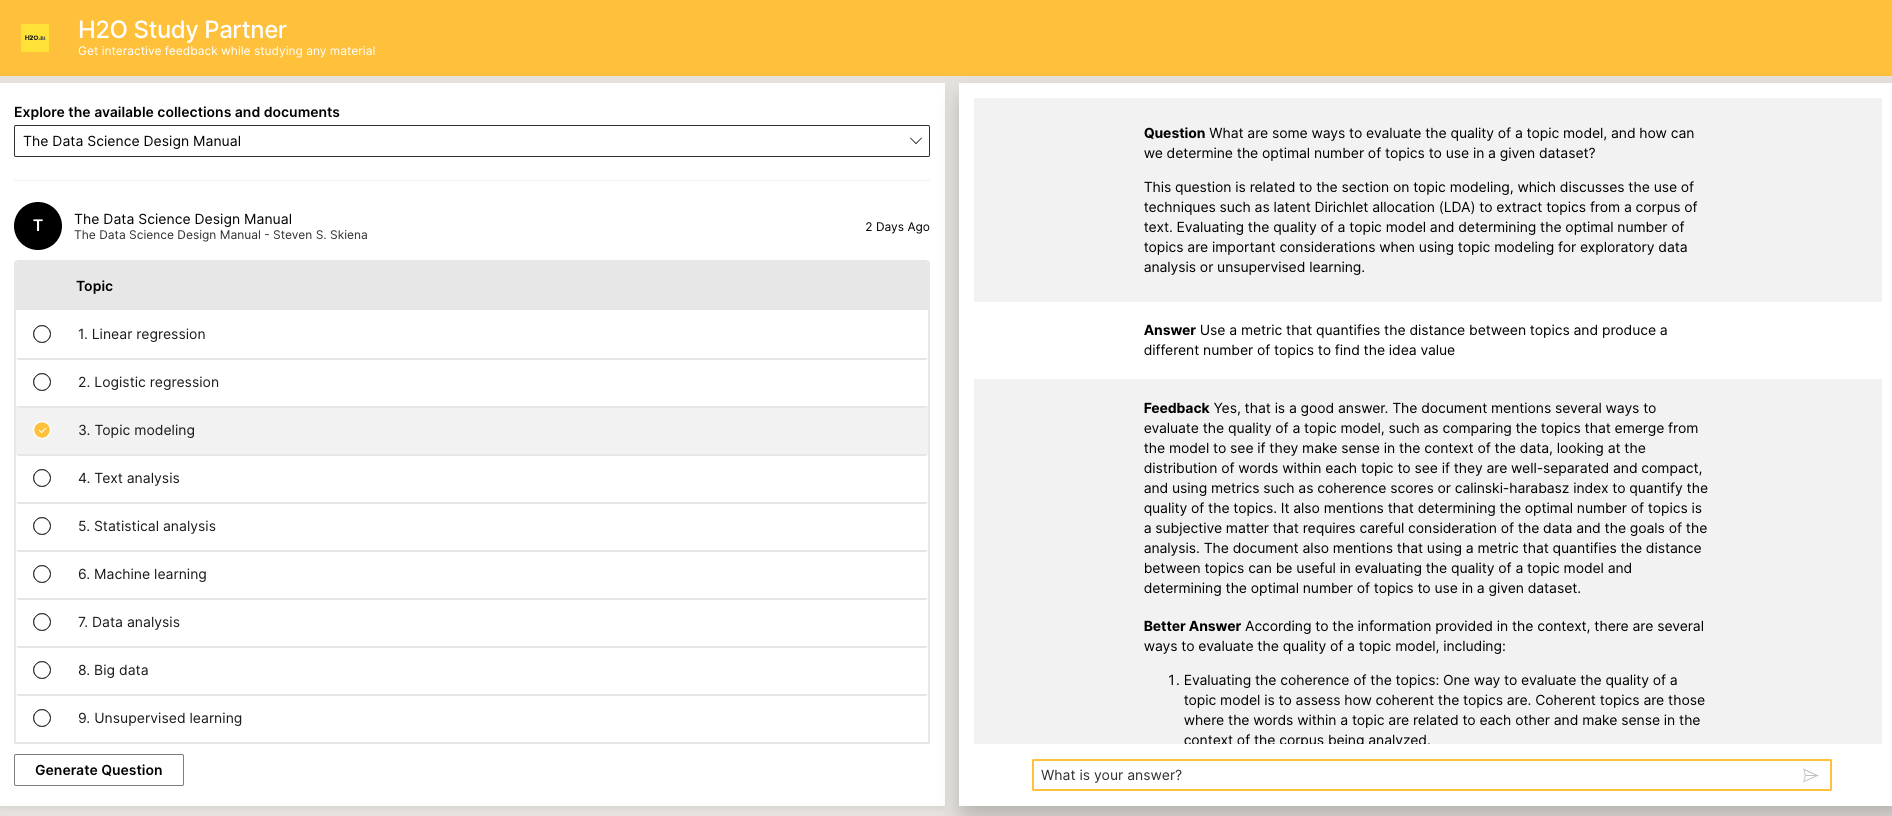 H2O.ai
H2O Study Partner
Get interactive feedback while studying any material
Explore the available collections and documents
The Data Science Design Manual
T
The Data Science Design Manual
The Data Science Design Manual - Steven S. Skiena
2 Days Ago
Topic
1. Linear regression
2. Logistic regression
3. Topic modeling
4. Text analysis
5. Statistical analysis
6. Machine learning
7. Data analysis
8. Big data
9. Unsupervised learning
Generate Question
Question What are some ways to evaluate the quality of a topic model, and how can
we determine the optimal number of topics to use in a given dataset?
This question is related to the section on topic modeling, which discusses the use of
techniques such as latent Dirichlet allocation (LDA) to extract topics from a corpus of
text. Evaluating the quality of a topic model and determining the optimal number of
topics are important considerations when using topic modeling for exploratory data
analysis or unsupervised learning.
Answer Use a metric that quantifies the distance between topics and produce a
different number of topics to find the idea value
Feedback Yes, that is a good answer. The document mentions several ways to
evaluate the quality of a topic model, such as comparing the topics that emerge from
the model to see if they make sense in the context of the data, looking at the
distribution of words within each topic to see if they are well-separated and compact,
and using metrics such as coherence scores or calinski-harabasz index to quantify the
quality of the topics. It also mentions that determining the optimal number of topics is
a subjective matter that requires careful consideration of the data and the goals of the
analysis. The document also mentions that using a metric that quantifies the distance
between topics can be useful in evaluating the quality of a topic model and
determining the optimal number of topics to use in a given dataset.
Better Answer According to the information provided in the context, there are several
ways to evaluate the quality of a topic model, including:
1. Evaluating the coherence of the topics: One way to evaluate the quality of a
topic model is to assess how coherent the topics are. Coherent topics are those
where the words within a topic are related to each other and make sense in the
context of the corpus being analyzed.
What is your answer?